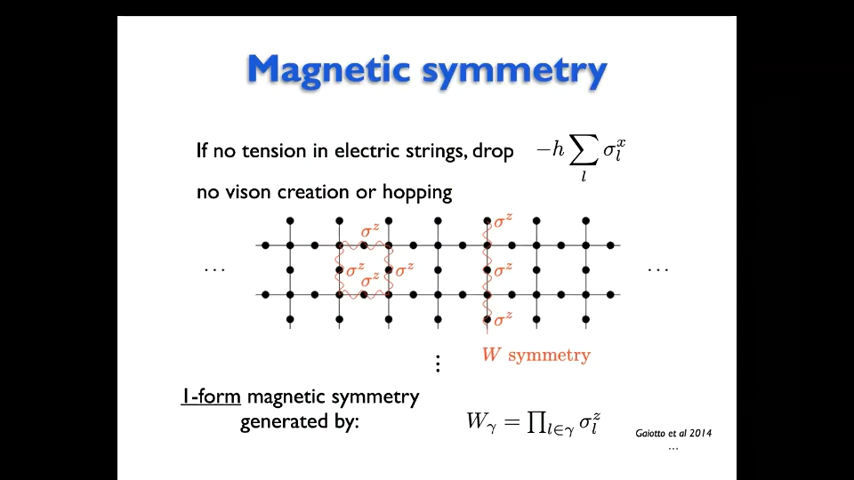 Magnetic symmetry
If no tension in electric strings, drop −h ∑_l σ_l^x
no vison creation or hopping
σ^z
σ^z
σ^z σ^z σ^z σ^z
... ...
σ^z
⋮ W symmetry
1-form magnetic symmetry
generated by: W_γ = ∏_{l∈γ} σ_l^z
Gaiotto et al 2014
...